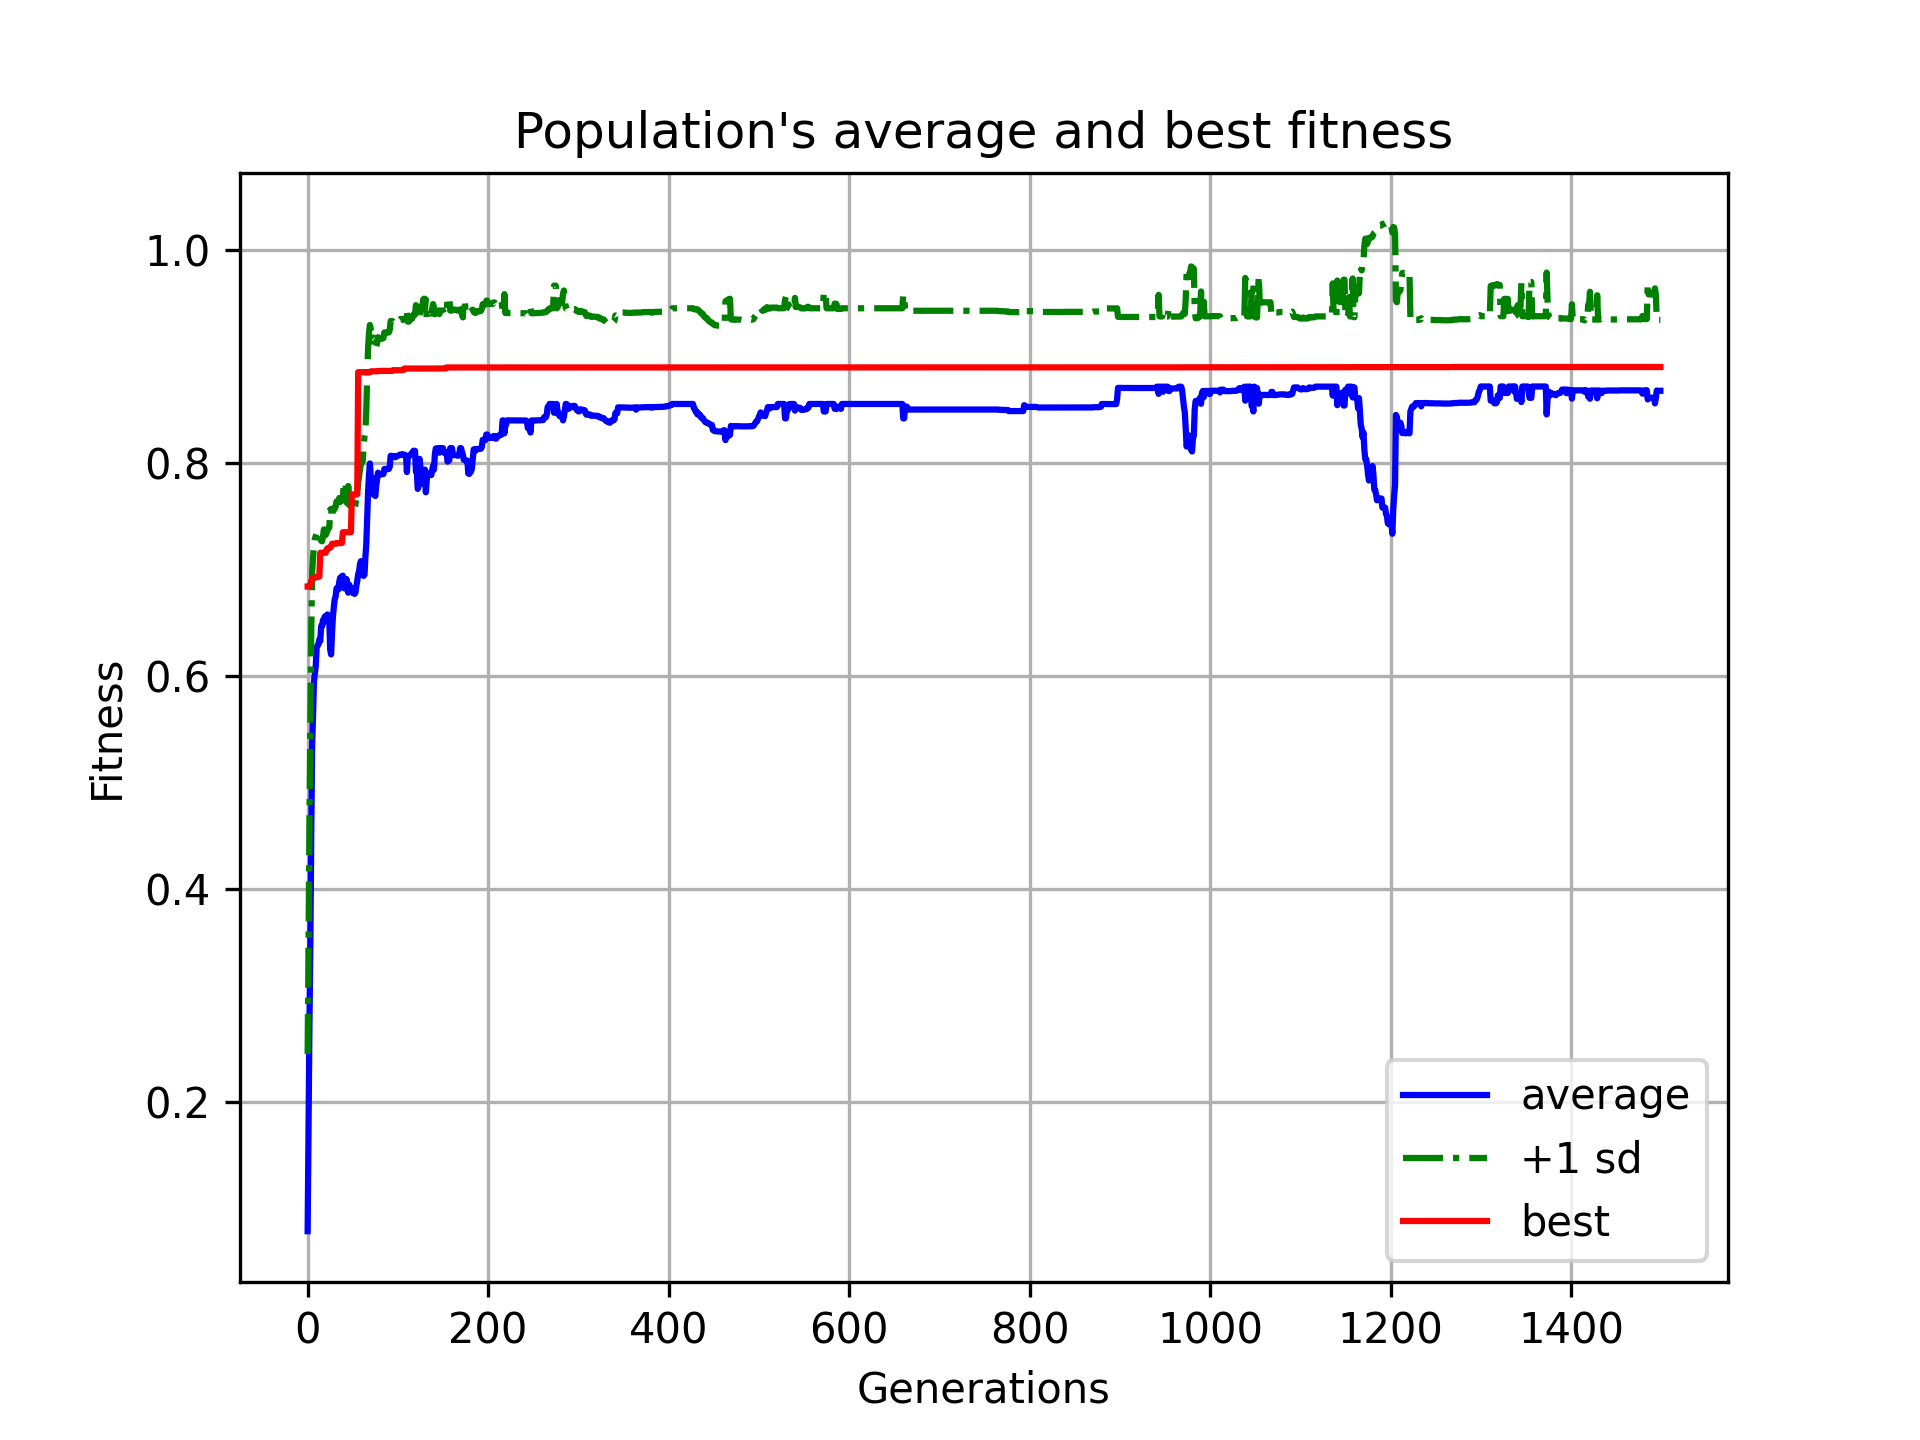 Population's average and best fitness
1.0
0.8
0.6
0.4
0.2
Fitness
average
+1 sd
best
0 200 400 600 800 1000 1200 1400
Generations